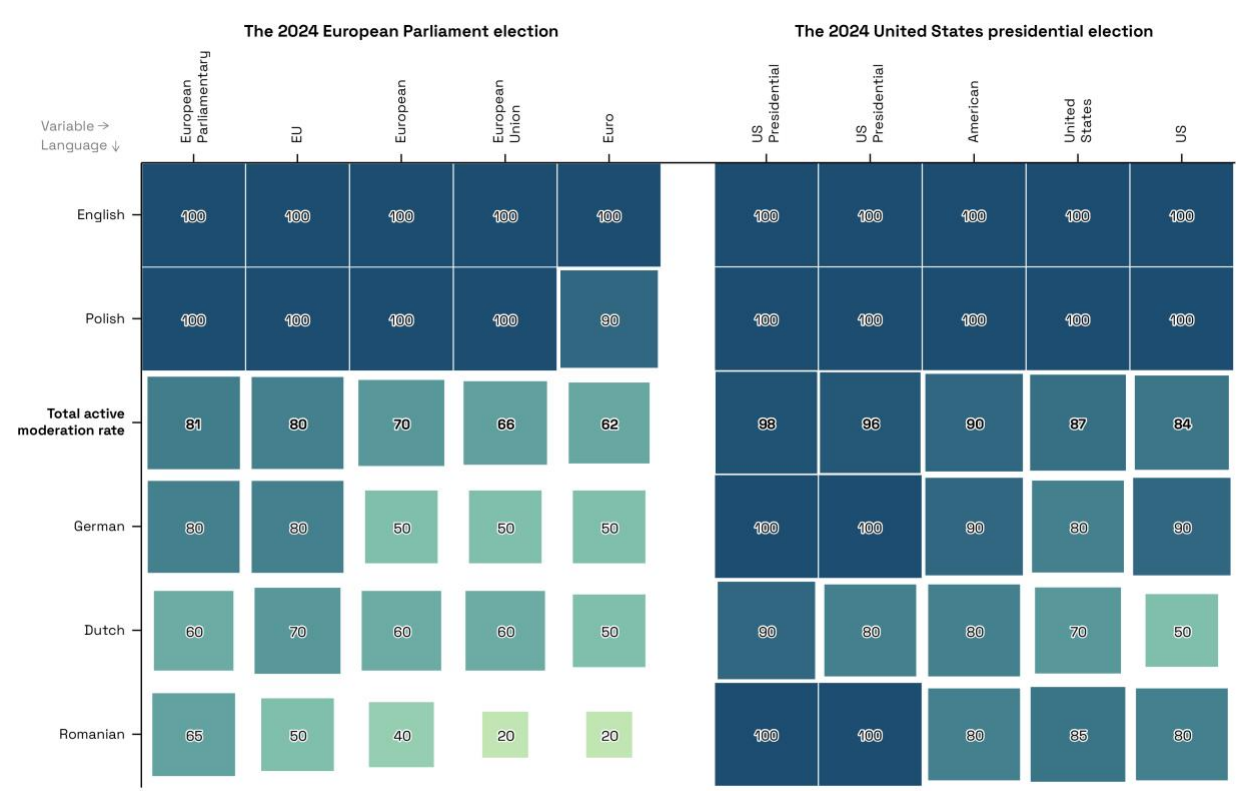 The 2024 European Parliament election
The 2024 United States presidential election
Variable →
Language ↓
European
Parliamentary
EU
European
European
Union
Euro
US
Presidential
US
Presidential
American
United
States
US
English
100 100 100 100 100 100 100 100 100 100
Polish
100 100 100 100 90 100 100 100 100 100
Total active
moderation rate
81 80 70 66 62 98 96 90 87 84
German
80 80 50 50 50 100 100 90 80 90
Dutch
60 70 60 60 50 90 80 80 70 50
Romanian
65 50 40 20 20 100 100 80 85 80